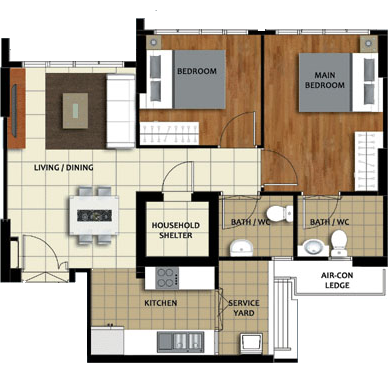 BEDROOM
MAIN
BEDROOM
LIVING / DINING
HOUSEHOLD
SHELTER
BATH / WC
BATH / WC
AIR-CON
LEDGE
KITCHEN
SERVICE
YARD